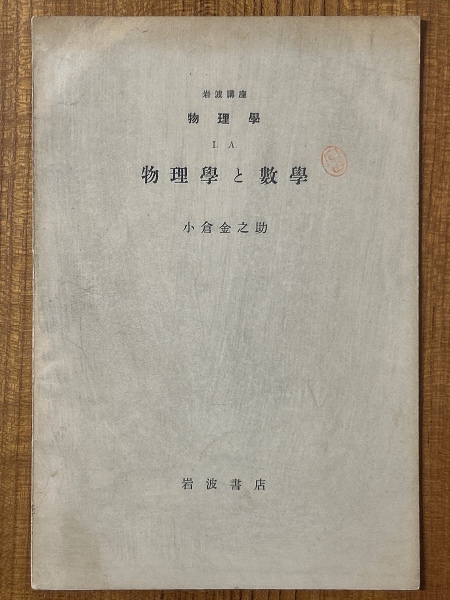 岩波講座
物理學
I. A.
物理學と數學
小倉金之助
岩波書店